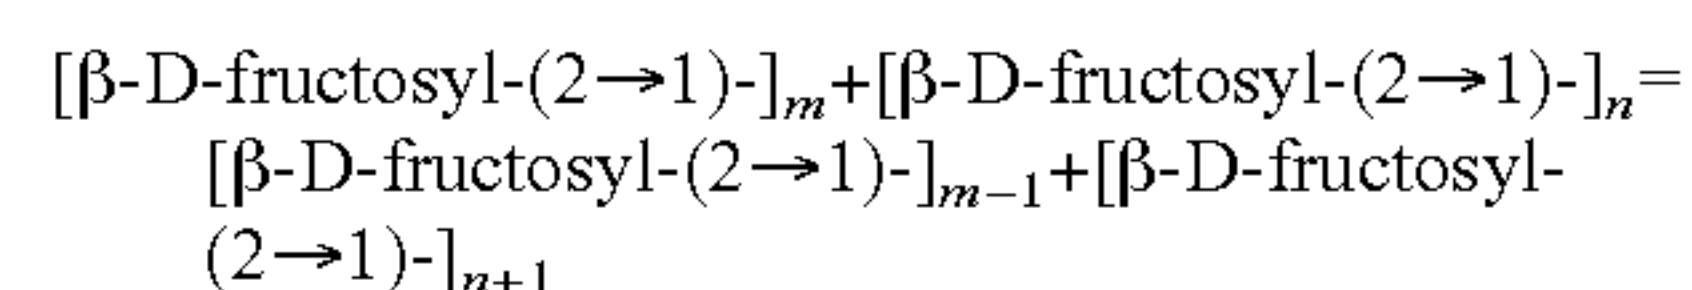 [β-D-fructosyl-(2→1)-]m+[β-D-fructosyl-(2→1)-]n=
[β-D-fructosyl-(2→1)-]m−1+[β-D-fructosyl-
(2→1)-]n+1